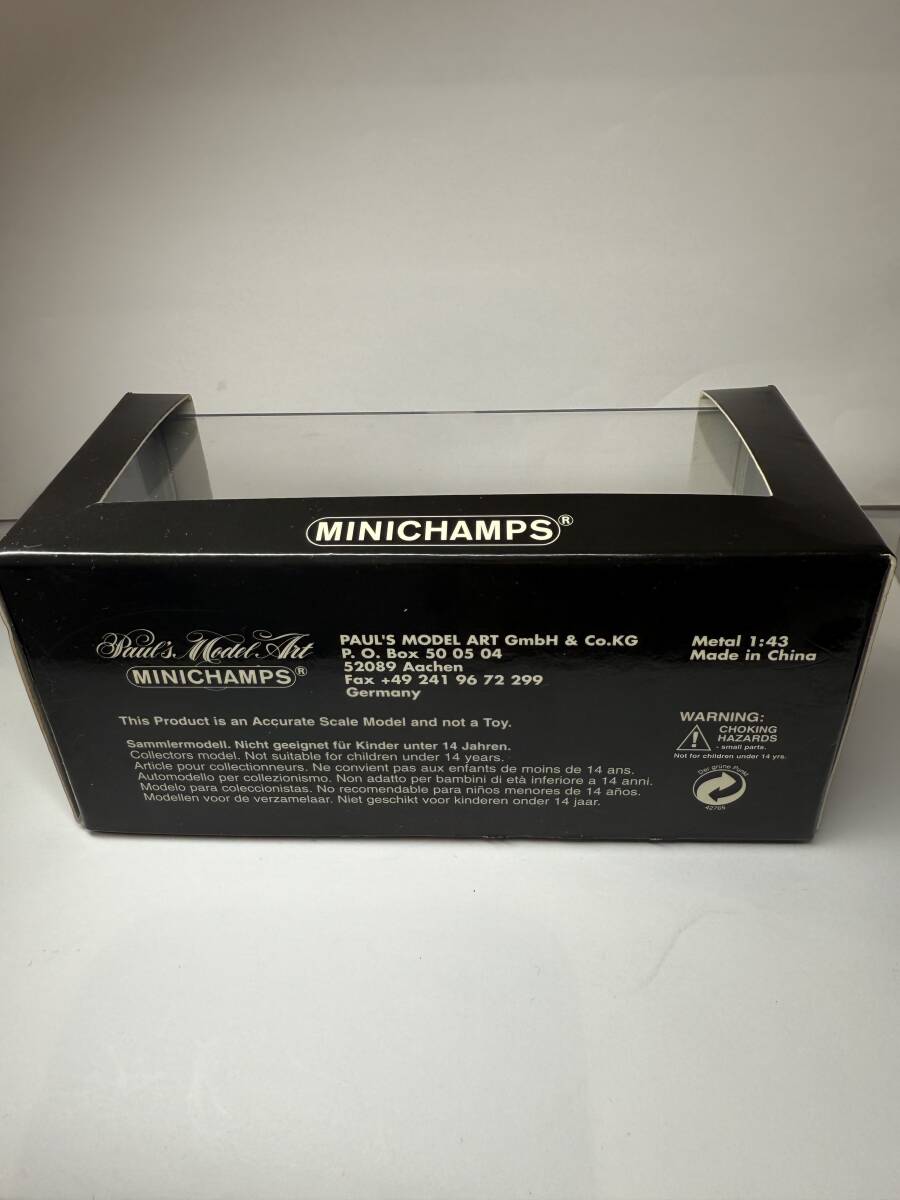 MINICHAMPS®
Paul's Model Art
MINICHAMPS®
PAUL'S MODEL ART GmbH & Co.KG
P. O. Box 50 05 04
52089 Aachen
Fax +49 241 96 72 299
Germany
Metal 1:43
Made in China
This Product is an Accurate Scale Model and not a Toy.
Sammlermodell. Nicht geeignet für Kinder unter 14 Jahren.
Collectors model. Not suitable for children under 14 years.
Article pour collectionneurs. Ne convient pas aux enfants de moins de 14 ans.
Automodello per collezionismo. Non adatto per bambini di età inferiore a 14 anni.
Modelo para coleccionistas. No recomendable para niños menores de 14 años.
Modellen voor de verzamelaar. Niet geschikt voor kinderen onder 14 jaar.
WARNING:
CHOKING
HAZARDS
- small parts.
Not for children under 14 yrs.
Der grüne Punkt
42765